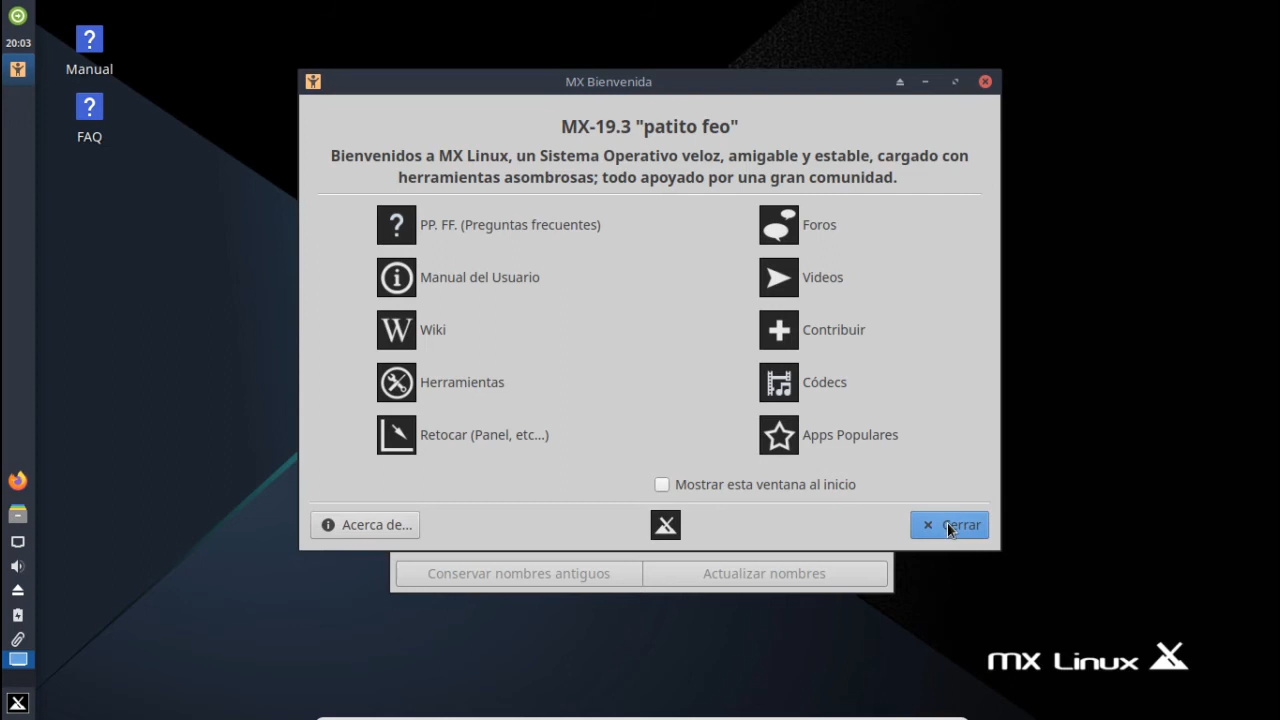 20:03
Manual
FAQ
MX Bienvenida
MX-19.3 "patito feo"
Bienvenidos a MX Linux, un Sistema Operativo veloz, amigable y estable, cargado con
herramientas asombrosas; todo apoyado por una gran comunidad.
PP. FF. (Preguntas frecuentes)
Foros
Manual del Usuario
Videos
W Wiki
Contribuir
Herramientas
Códecs
Retocar (Panel, etc...)
Apps Populares
Mostrar esta ventana al inicio
Acerca de...
Cerrar
Conservar nombres antiguos
Actualizar nombres
MX Linux